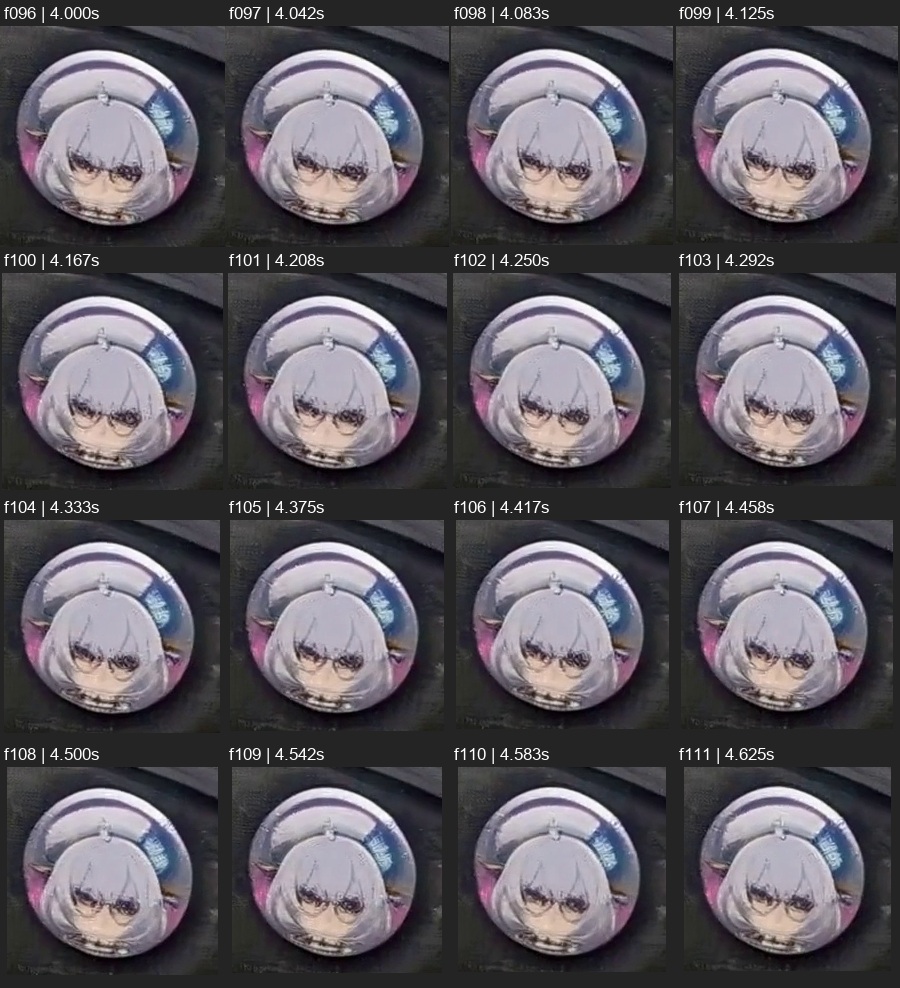 f096 | 4.000s
f097 | 4.042s
f098 | 4.083s
f099 | 4.125s
f100 | 4.167s
f101 | 4.208s
f102 | 4.250s
f103 | 4.292s
f104 | 4.333s
f105 | 4.375s
f106 | 4.417s
f107 | 4.458s
f108 | 4.500s
f109 | 4.542s
f110 | 4.583s
f111 | 4.625s